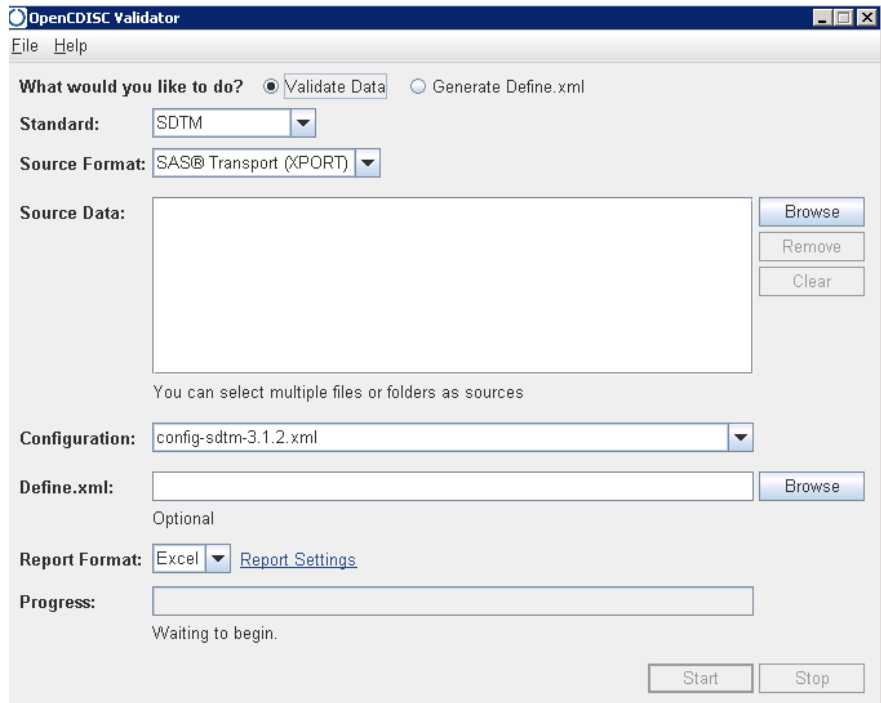 OpenCDISC Validator
File Help
What would you like to do? Validate Data Generate Define.xml
Standard: SDTM
Source Format: SAS® Transport (XPORT)
Source Data: Browse
Remove
Clear
You can select multiple files or folders as sources
Configuration: config-sdtm-3.1.2.xml
Define.xml: Browse
Optional
Report Format: Excel Report Settings
Progress:
Waiting to begin.
Start Stop